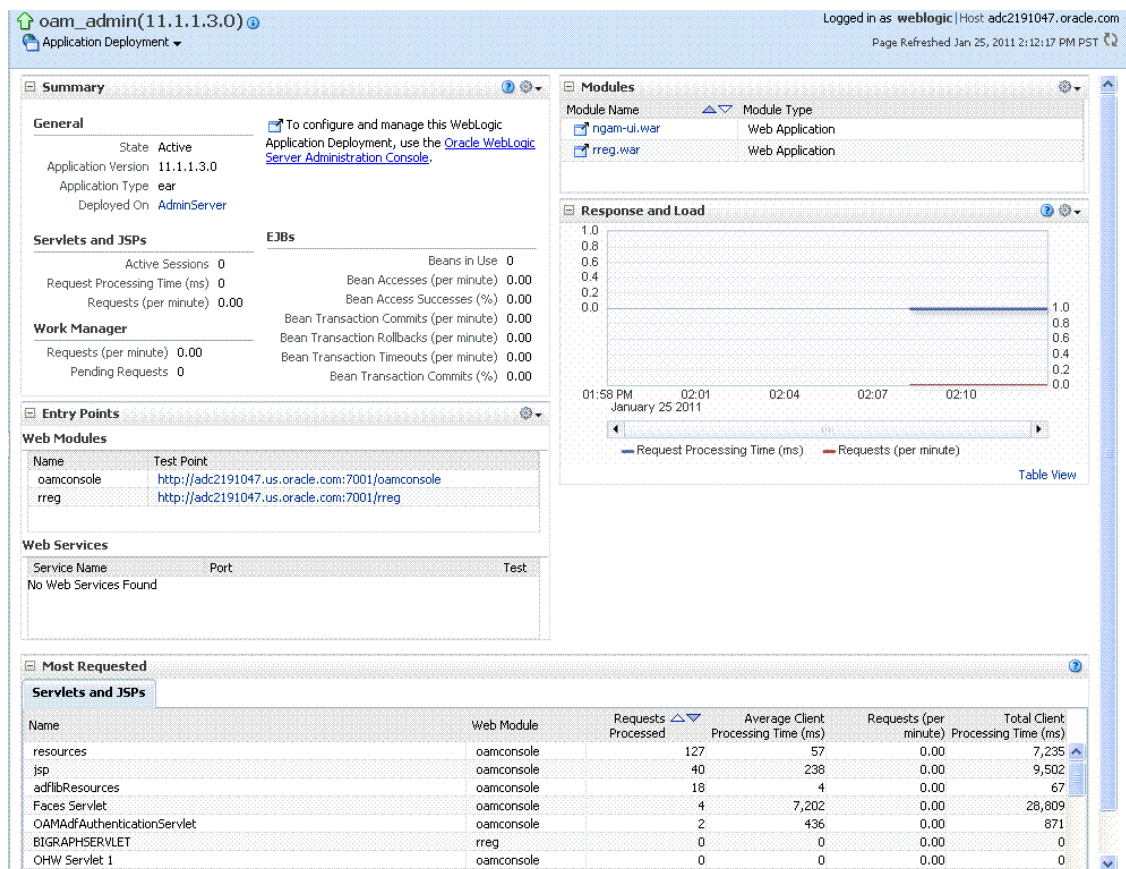 oam_admin(11.1.1.3.0)
Logged in as weblogic|Host adc2191047.oracle.com
Application Deployment
Page Refreshed Jan 25, 2011 2:12:17 PM PST
Summary
General
State Active
Application Version 11.1.1.3.0
Application Type ear
Deployed On AdminServer
To configure and manage this WebLogic
Application Deployment, use the Oracle WebLogic
Server Administration Console.
Servlets and JSPs
Active Sessions 0
Request Processing Time (ms) 0
Requests (per minute) 0.00
Work Manager
Requests (per minute) 0.00
Pending Requests 0
EJBs
Beans in Use 0
Bean Accesses (per minute) 0.00
Bean Access Successes (%) 0.00
Bean Transaction Commits (per minute) 0.00
Bean Transaction Rollbacks (per minute) 0.00
Bean Transaction Timeouts (per minute) 0.00
Bean Transaction Commits (%) 0.00
Modules
Module Name Module Type
ngam-ui.war Web Application
rreg.war Web Application
Response and Load
1.0
0.8
0.6
0.4
0.2
0.0
1.0
0.8
0.6
0.4
0.2
0.0
01:58 PM 02:01 02:04 02:07 02:10
January 25 2011
Request Processing Time (ms) Requests (per minute)
Table View
Entry Points
Web Modules
Name Test Point
oamconsole http://adc2191047.us.oracle.com:7001/oamconsole
rreg http://adc2191047.us.oracle.com:7001/rreg
Web Services
Service Name Port Test
No Web Services Found
Most Requested
Servlets and JSPs
Name Web Module Requests Processed Average Client Processing Time (ms) Requests (per minute) Total Client Processing Time (ms)
resources oamconsole 127 57 0.00 7,235
jsp oamconsole 40 238 0.00 9,502
adflibResources oamconsole 18 4 0.00 67
Faces Servlet oamconsole 4 7,202 0.00 28,809
OAMAdfAuthenticationServlet oamconsole 2 436 0.00 871
BIGRAPHSERVLET rreg 0 0 0.00 0
OHW Servlet 1 oamconsole 0 0 0.00 0